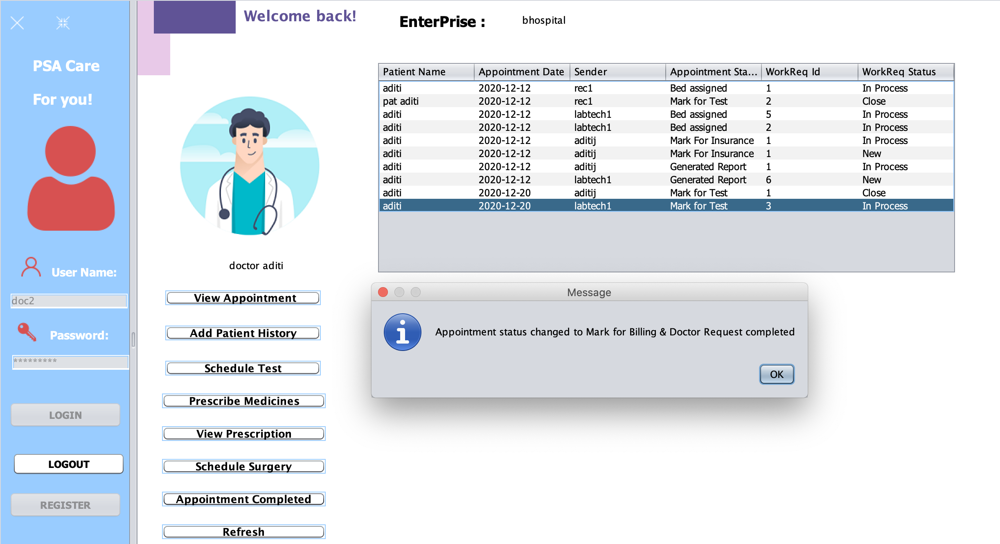 PSA Care
For you!
User Name:
doc2
Password:
*********
LOGIN
LOGOUT
REGISTER
Welcome back!
EnterPrise :
bhospital
doctor aditi
View Appointment
Add Patient History
Schedule Test
Prescribe Medicines
View Prescription
Schedule Surgery
Appointment Completed
Refresh
Patient Name Appointment Date Sender Appointment Sta... WorkReq Id WorkReq Status
aditi 2020-12-12 rec1 Bed assigned 1 In Process
pat aditi 2020-12-12 rec1 Mark for Test 2 Close
aditi 2020-12-12 labtech1 Bed assigned 5 In Process
aditi 2020-12-12 labtech1 Bed assigned 2 In Process
aditi 2020-12-12 aditij Mark For Insurance 1 In Process
aditi 2020-12-12 aditij Mark For Insurance 1 New
aditi 2020-12-12 aditij Generated Report 1 In Process
aditi 2020-12-12 labtech1 Generated Report 6 New
aditi 2020-12-20 aditij Mark for Test 1 Close
aditi 2020-12-20 labtech1 Mark for Test 3 In Process
Message
Appointment status changed to Mark for Billing & Doctor Request completed
OK